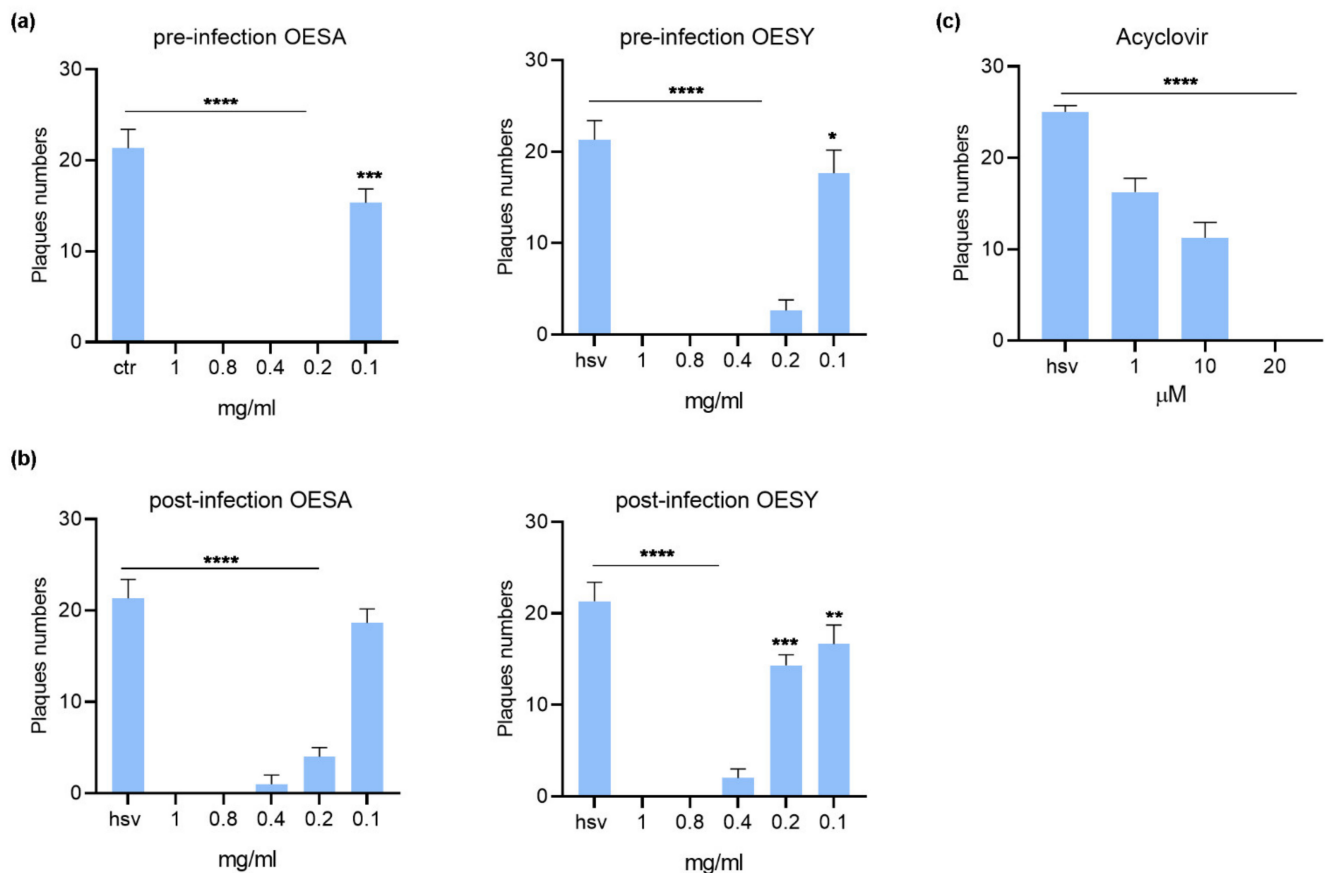 (a)
pre-infection OESA
Plaques numbers
30
20
10
0
****
***
ctr 1 0.8 0.4 0.2 0.1
mg/ml
pre-infection OESY
Plaques numbers
30
20
10
0
****
*
hsv 1 0.8 0.4 0.2 0.1
mg/ml
(c)
Acyclovir
Plaques numbers
30
20
10
0
****
hsv 1 10 20
μM
(b)
post-infection OESA
Plaques numbers
30
20
10
0
****
hsv 1 0.8 0.4 0.2 0.1
mg/ml
post-infection OESY
Plaques numbers
30
20
10
0
****
***
**
hsv 1 0.8 0.4 0.2 0.1
mg/ml